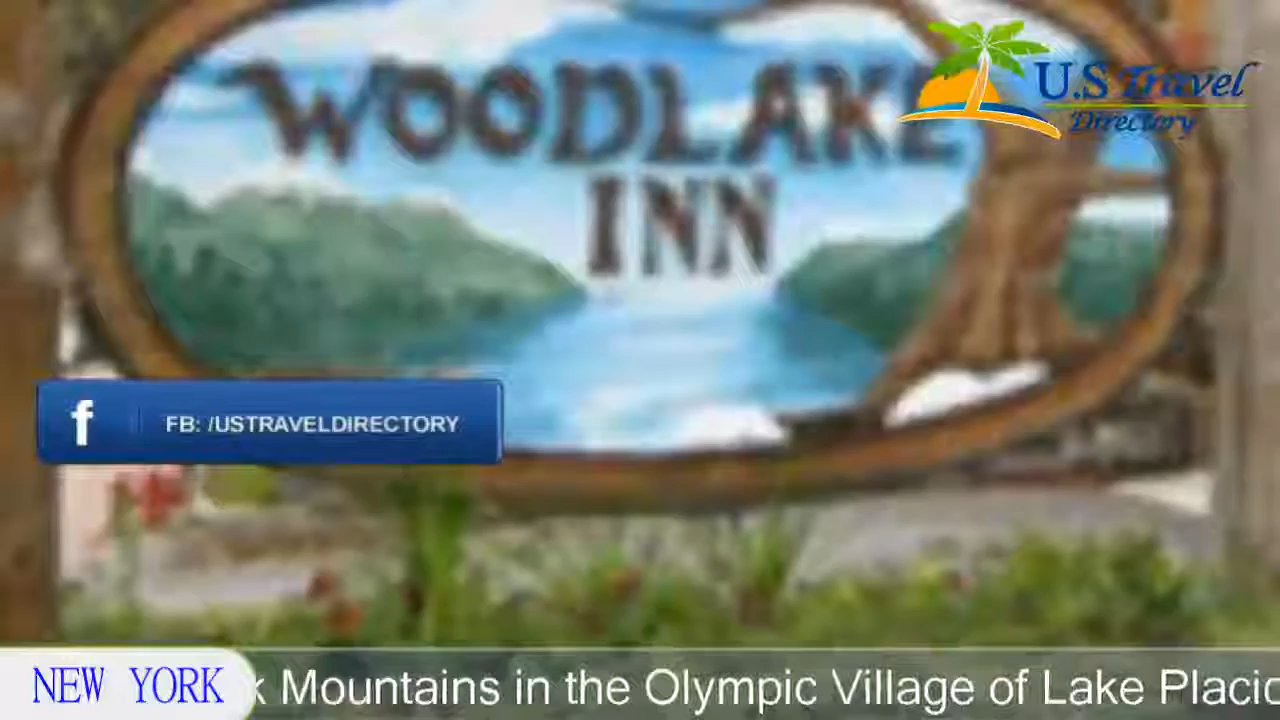 WOODLAKE
INN
U.S Travel
Directory
f
FB: /USTRAVELDIRECTORY
NEW YORK
k Mountains in the Olympic Village of Lake Placid